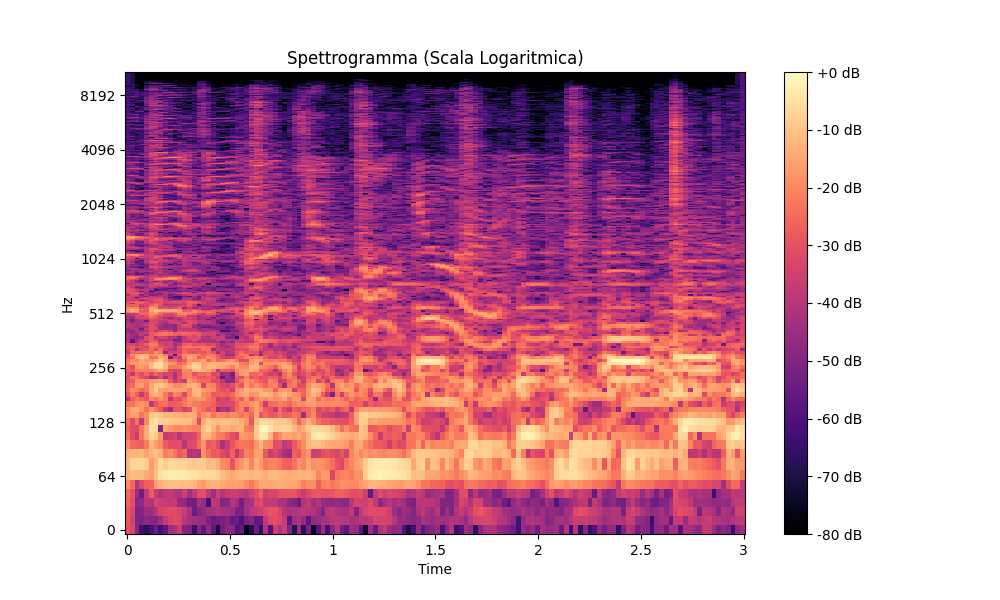 Spettrogramma (Scala Logaritmica)
8192
4096
2048
1024
512
256
128
64
0
Hz
0
0.5
1
1.5
2
2.5
3
Time
+0 dB
-10 dB
-20 dB
-30 dB
-40 dB
-50 dB
-60 dB
-70 dB
-80 dB